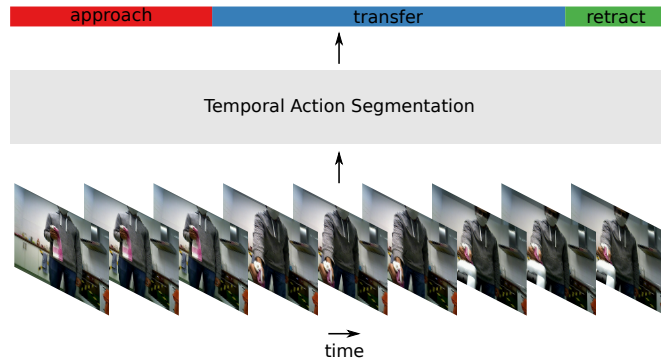 approach transfer retract
Temporal Action Segmentation
time